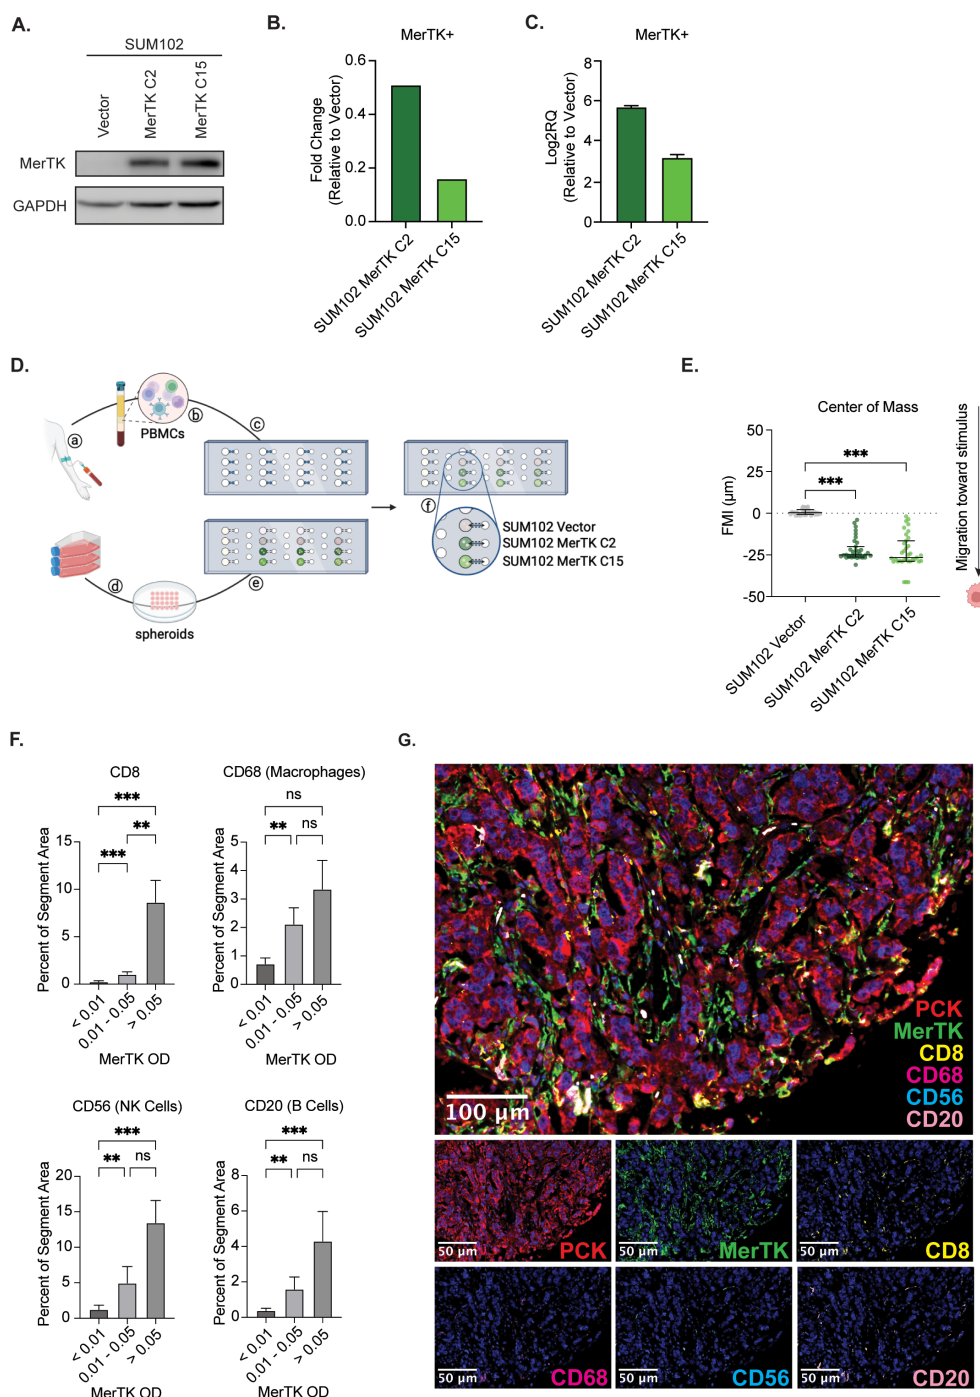 A.
SUM102
Vector
MerTK C2
MerTK C15
MerTK
GAPDH
B.
MerTK+
Fold Change
(Relative to Vector)
0.6
0.4
0.2
0.0
SUM102 MerTK C2
SUM102 MerTK C15
C.
MerTK+
Log2RQ
(Relative to Vector)
8
6
4
2
0
SUM102 MerTK C2
SUM102 MerTK C15
D.
a
b
PBMCs
c
d
spheroids
e
f
SUM102 Vector
SUM102 MerTK C2
SUM102 MerTK C15
E.
Center of Mass
FMI (µm)
50
25
0
-25
-50
***
***
SUM102 Vector
SUM102 MerTK C2
SUM102 MerTK C15
Migration toward stimulus
F.
CD8
Percent of Segment Area
15
10
5
0
***
**
***
< 0.01
0.01 - 0.05
> 0.05
MerTK OD
CD68 (Macrophages)
Percent of Segment Area
5
4
3
2
1
0
ns
**
ns
< 0.01
0.01 - 0.05
> 0.05
MerTK OD
CD56 (NK Cells)
Percent of Segment Area
20
15
10
5
0
***
**
ns
< 0.01
0.01 - 0.05
> 0.05
MerTK OD
CD20 (B Cells)
Percent of Segment Area
8
6
4
2
0
***
**
ns
< 0.01
0.01 - 0.05
> 0.05
MerTK OD
G.
PCK
MerTK
CD8
CD68
CD56
CD20
100 µm
50 µm
PCK
50 µm
MerTK
50 µm
CD8
50 µm
CD68
50 µm
CD56
50 µm
CD20